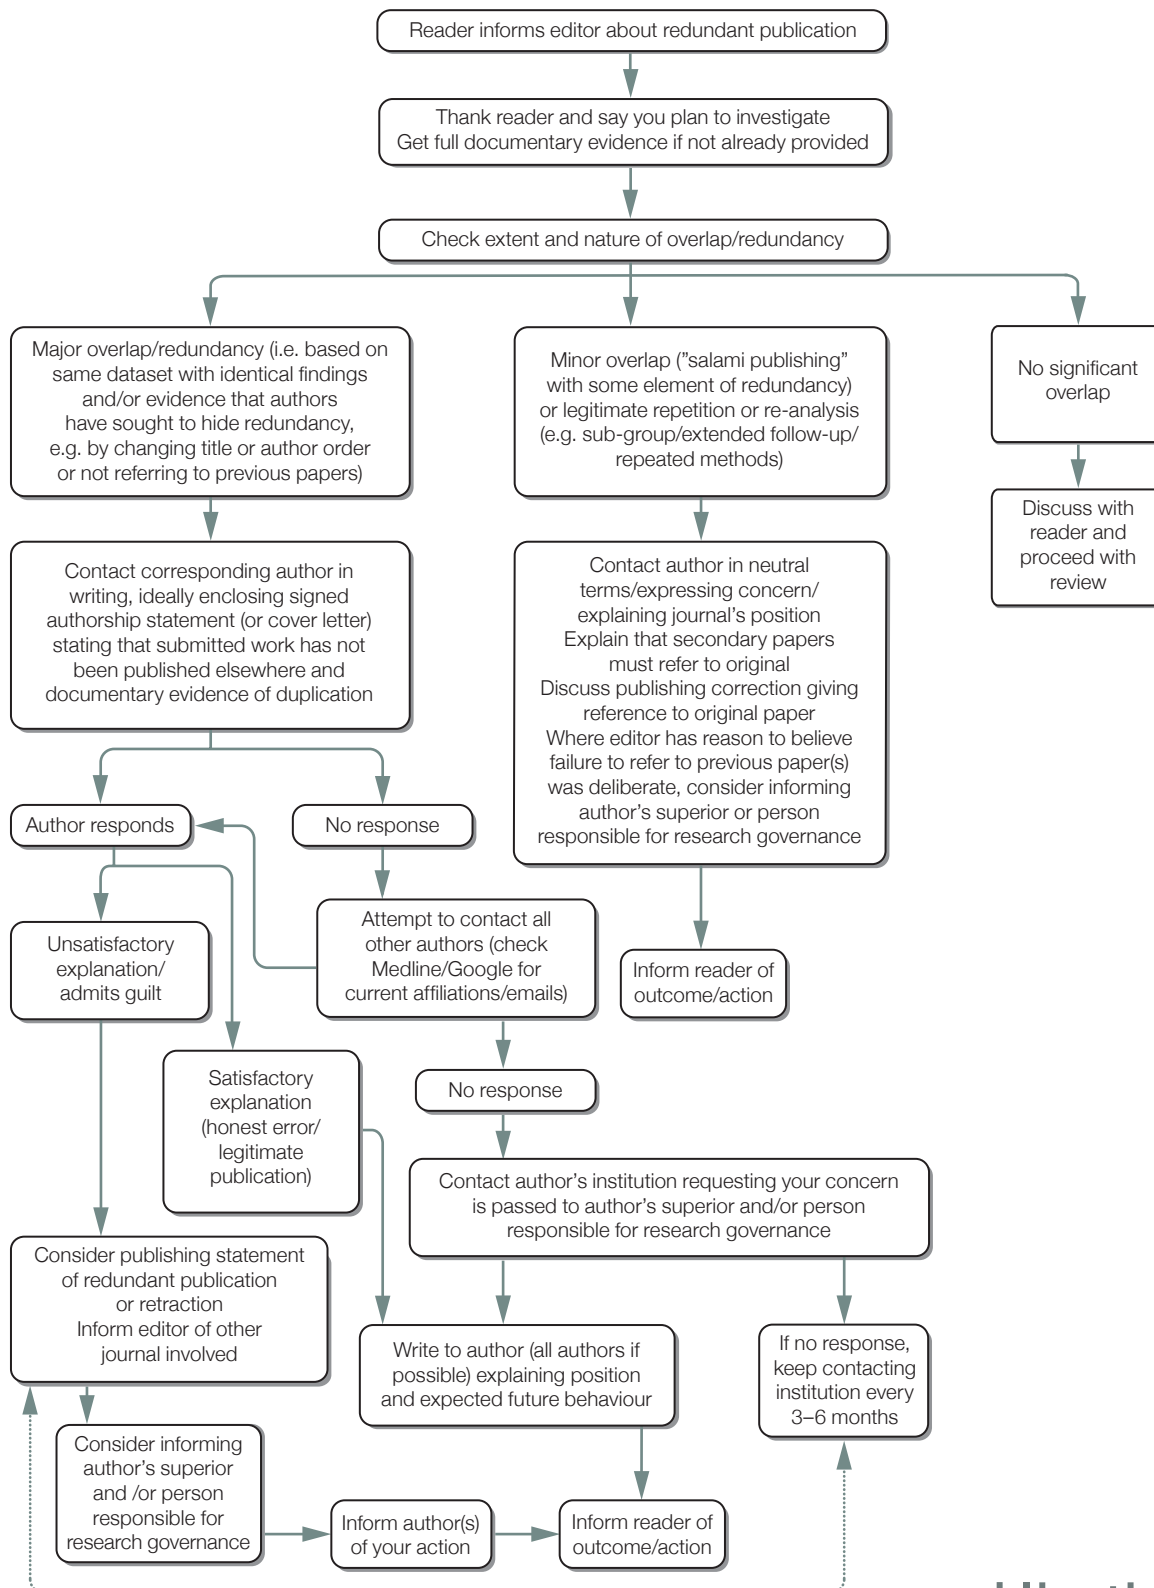 Reader informs editor about redundant publication
Thank reader and say you plan to investigate
Get full documentary evidence if not already provided
Check extent and nature of overlap/redundancy
Major overlap/redundancy (i.e. based on
same dataset with identical findings
and/or evidence that authors
have sought to hide redundancy,
e.g. by changing title or author order
or not referring to previous papers)
Minor overlap ("salami publishing"
with some element of redundancy)
or legitimate repetition or re-analysis
(e.g. sub-group/extended follow-up/
repeated methods)
No significant
overlap
Discuss with
reader and
proceed with
review
Contact corresponding author in
writing, ideally enclosing signed
authorship statement (or cover letter)
stating that submitted work has not
been published elsewhere and
documentary evidence of duplication
Contact author in neutral
terms/expressing concern/
explaining journal's position
Explain that secondary papers
must refer to original
Discuss publishing correction giving
reference to original paper
Where editor has reason to believe
failure to refer to previous paper(s)
was deliberate, consider informing
author's superior or person
responsible for research governance
Author responds
No response
Unsatisfactory
explanation/
admits guilt
Attempt to contact all
other authors (check
Medline/Google for
current affiliations/emails)
Inform reader of
outcome/action
Satisfactory
explanation
(honest error/
legitimate
publication)
No response
Contact author's institution requesting your concern
is passed to author's superior and/or person
responsible for research governance
Consider publishing statement
of redundant publication
or retraction
Inform editor of other
journal involved
Write to author (all authors if
possible) explaining position
and expected future behaviour
If no response,
keep contacting
institution every
3–6 months
Consider informing
author's superior
and /or person
responsible for
research governance
Inform author(s)
of your action
Inform reader of
outcome/action